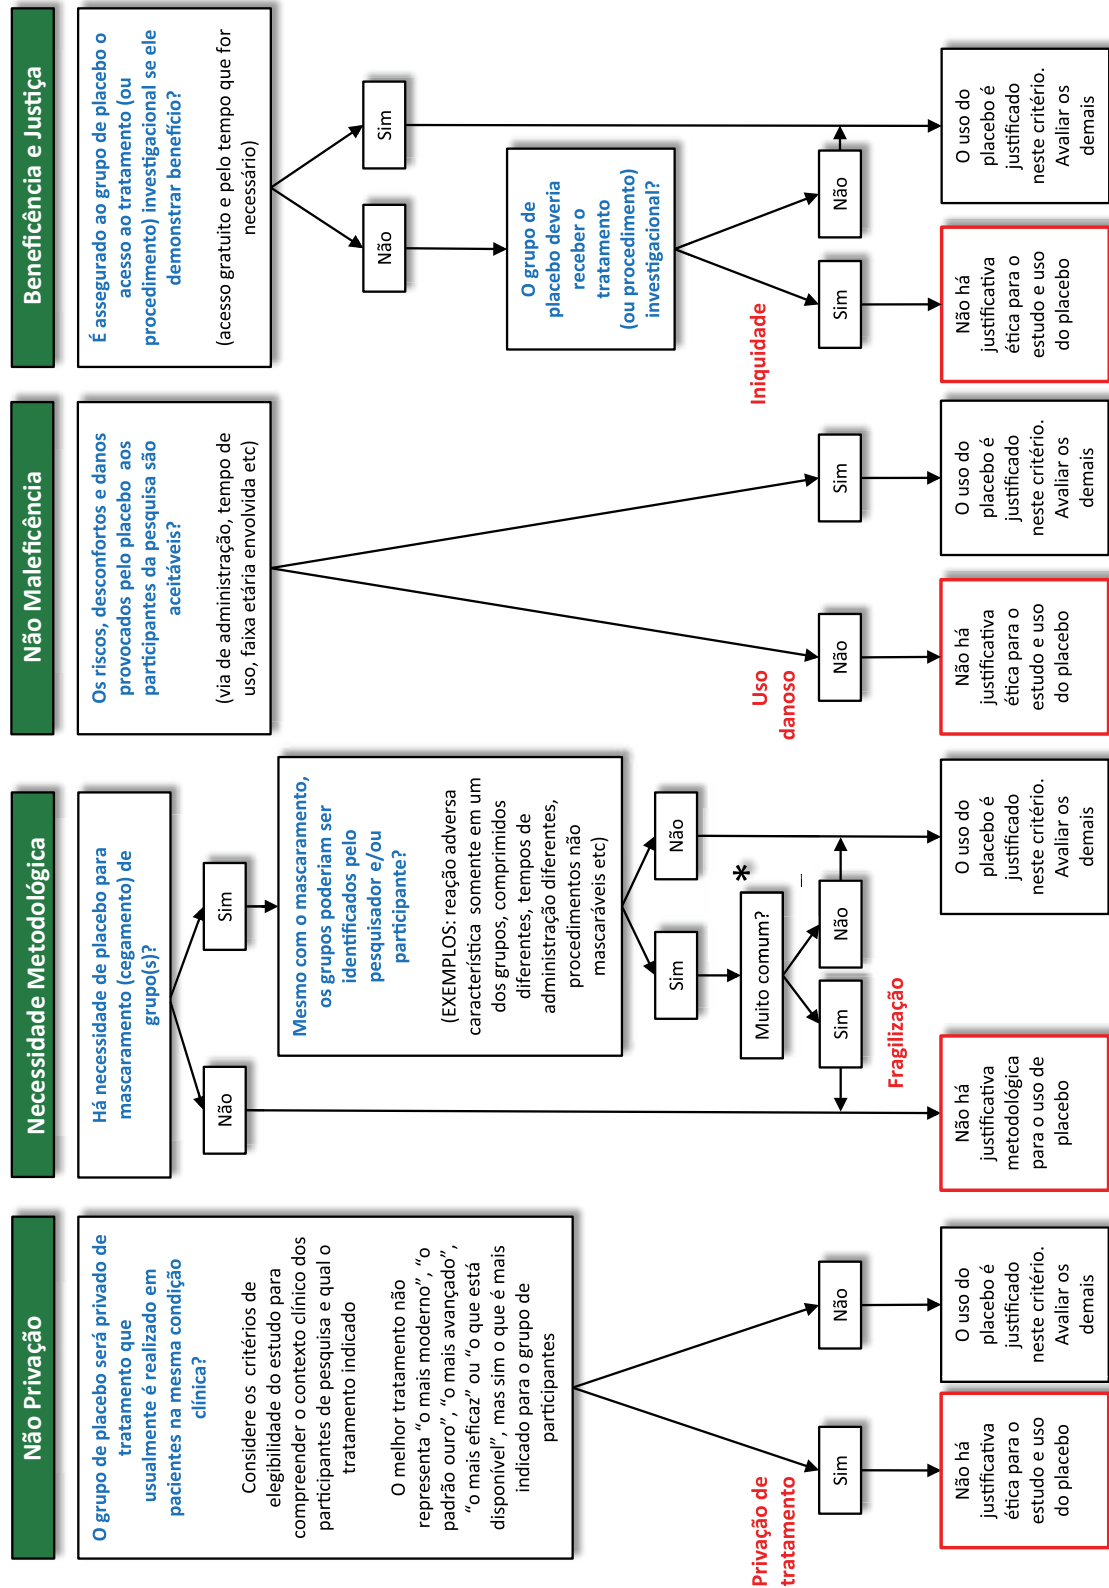 Não Privação
O grupo de placebo será privado de
tratamento que
usualmente é realizado em
pacientes na mesma condição
clínica?
Considere os critérios de
elegibilidade do estudo para
compreender o contexto clínico dos
participantes de pesquisa e qual o
tratamento indicado
O melhor tratamento não
representa “o mais moderno”, “o
padrão ouro”, “o mais avançado”,
“o mais eficaz” ou “o que está
disponível”, mas sim o que é mais
indicado para o grupo de
participantes
Privação de
tratamento
Sim
Não
Não há
justificativa
ética para o
estudo e uso
do placebo
O uso do
placebo é
justificado
neste critério.
Avaliar os
demais
Necessidade Metodológica
Há necessidade de placebo para
mascaramento (cegamento) de
grupo(s)?
Não
Sim
Mesmo com o mascaramento,
os grupos poderiam ser
identificados pelo
pesquisador e/ou
participante?
(EXEMPLOS: reação adversa
característica somente em um
dos grupos, comprimidos
diferentes, tempos de
administração diferentes,
procedimentos não
mascaráveis etc)
Sim
Não
Muito comum?
*
Sim
Não
Fragilização
Não há
justificativa
metodológica
para o uso de
placebo
O uso do
placebo é
justificado
neste critério.
Avaliar os
demais
Não Maleficência
Os riscos, desconfortos e danos
provocados pelo placebo aos
participantes da pesquisa são
aceitáveis?
(via de administração, tempo de
uso, faixa etária envolvida etc)
Uso
danoso
Não
Sim
Não há
justificativa
ética para o
estudo e uso
do placebo
O uso do
placebo é
justificado
neste critério.
Avaliar os
demais
Beneficência e Justiça
É assegurado ao grupo de placebo o
acesso ao tratamento (ou
procedimento) investigacional se ele
demonstrar benefício?
(acesso gratuito e pelo tempo que for
necessário)
Não
Sim
O grupo de
placebo deveria
receber o
tratamento
(ou procedimento)
investigacional?
Iniquidade
Sim
Não
Não há
justificativa
ética para o
estudo e uso
do placebo
O uso do
placebo é
justificado
neste critério.
Avaliar os
demais